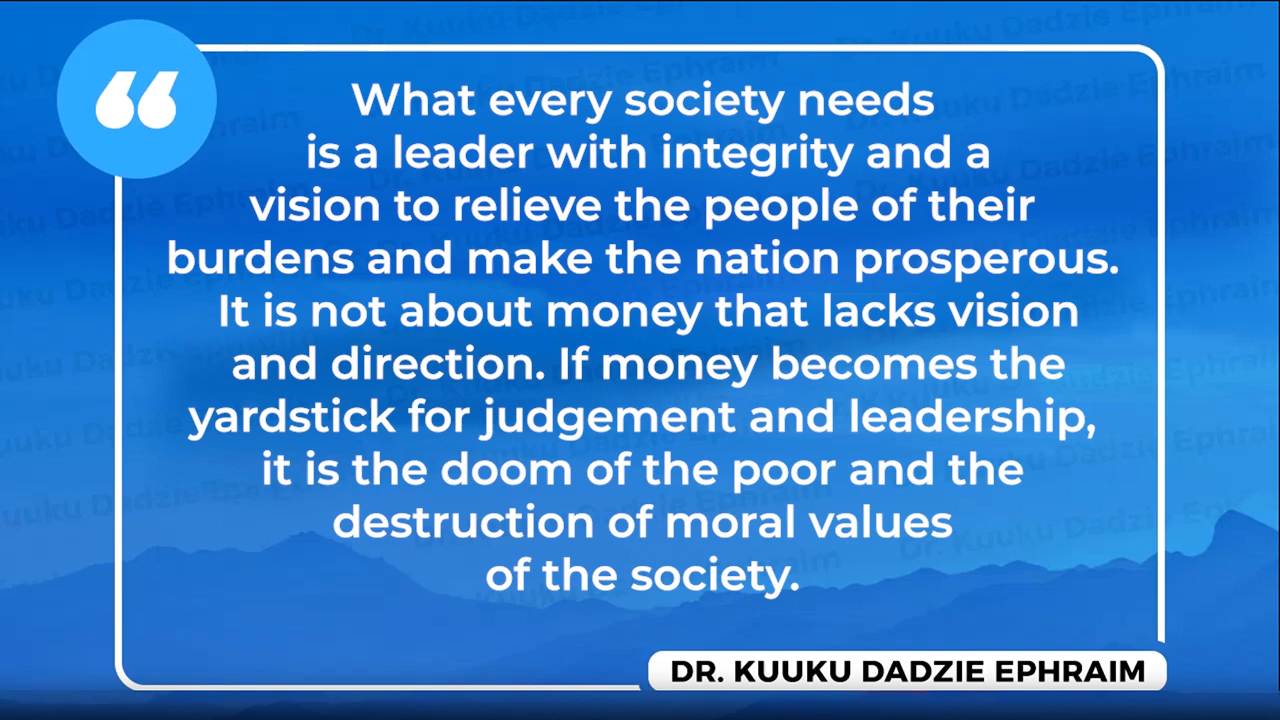 What every society needs
is a leader with integrity and a
vision to relieve the people of their
burdens and make the nation prosperous.
It is not about money that lacks vision
and direction. If money becomes the
yardstick for judgement and leadership,
it is the doom of the poor and the
destruction of moral values
of the society.
DR. KUUKU DADZIE EPHRAIM